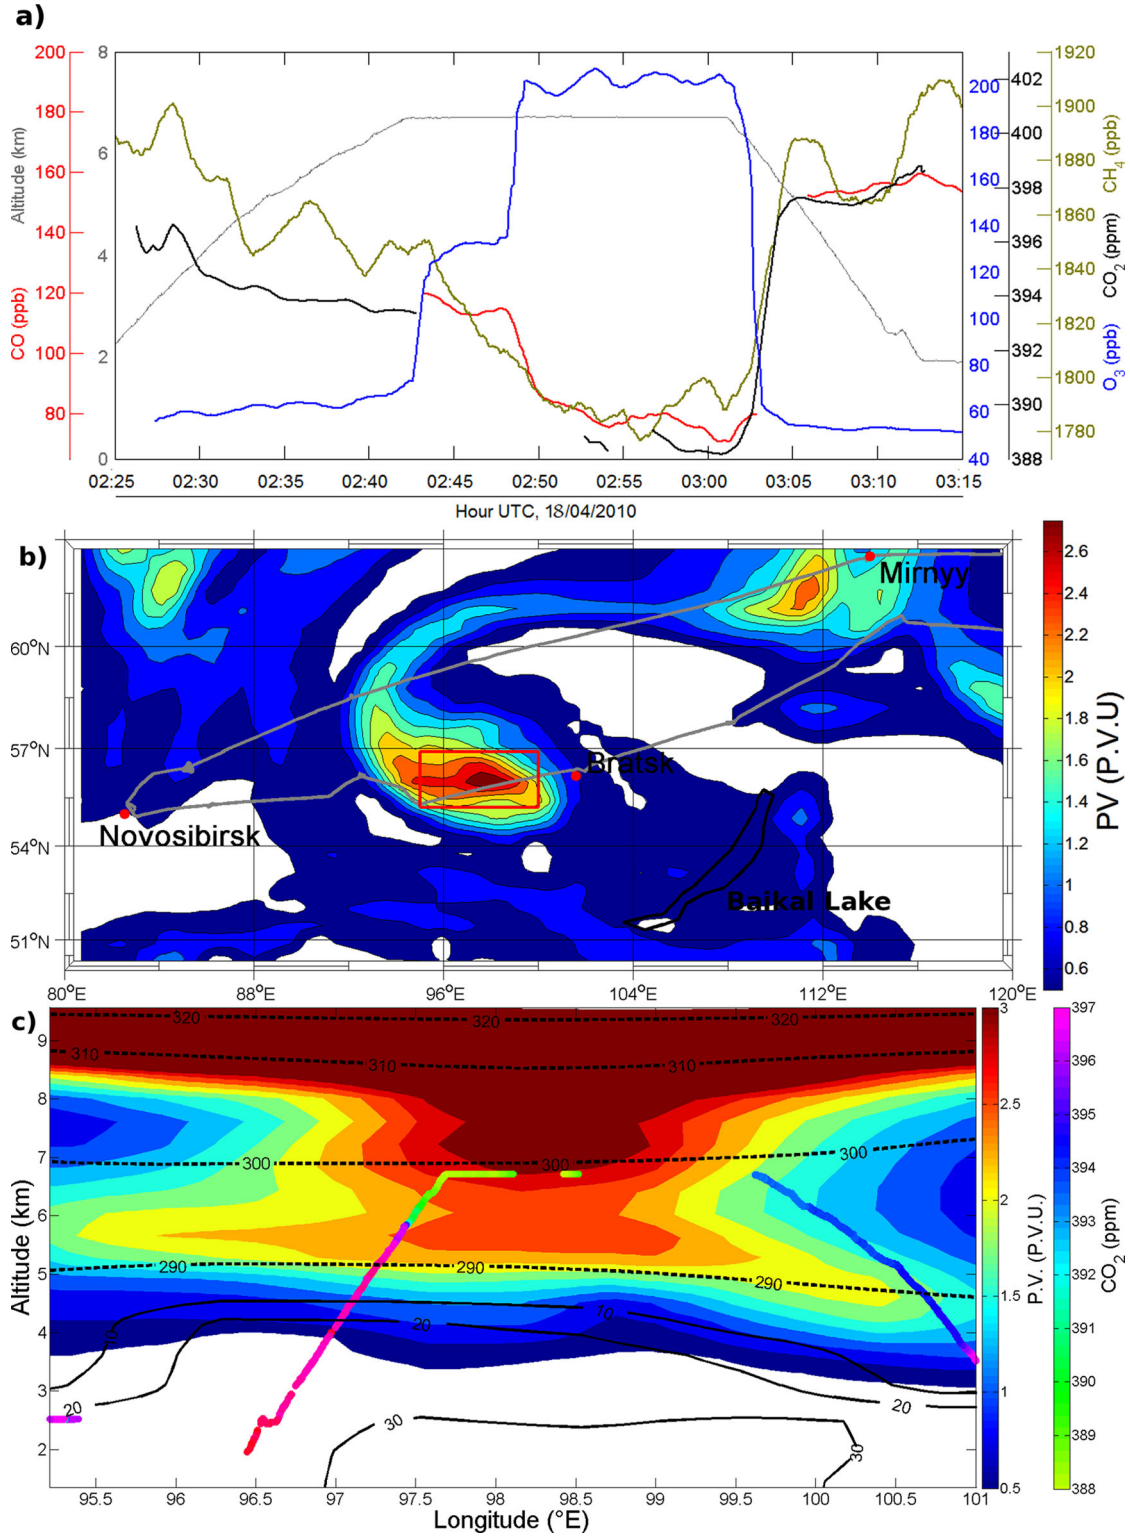 a)
200
180
160
140
120
100
80
CO (ppb)
Altitude (km)
8
6
4
2
0
200
180
160
140
120
100
80
60
40
O3 (ppb)
402
400
398
396
394
392
390
388
CO2 (ppm)
1920
1900
1880
1860
1840
1820
1800
1780
CH4 (ppb)
02:25 02:30 02:35 02:40 02:45 02:50 02:55 03:00 03:05 03:10 03:15
Hour UTC, 18/04/2010
b)
60°N
57°N
54°N
51°N
Mirnyy
Bratsk
Novosibirsk
Baikal Lake
80°E 88°E 96°E 104°E 112°E 120°E
2.6
2.4
2.2
2
1.8
1.6
1.4
1.2
1
0.8
0.6
PV (P.V.U)
c)
9
8
7
6
5
4
3
2
Altitude (km)
320 320 320
310 310 310
300 300 300
290 290 290
10 10
20 20 20
30 30
95.5 96 96.5 97 97.5 98 98.5 99 99.5 100 100.5 101
Longitude (°E)
3
2.5
2
1.5
1
0.5
P.V. (P.V.U.)
397
396
395
394
393
392
391
390
389
388
CO2 (ppm)